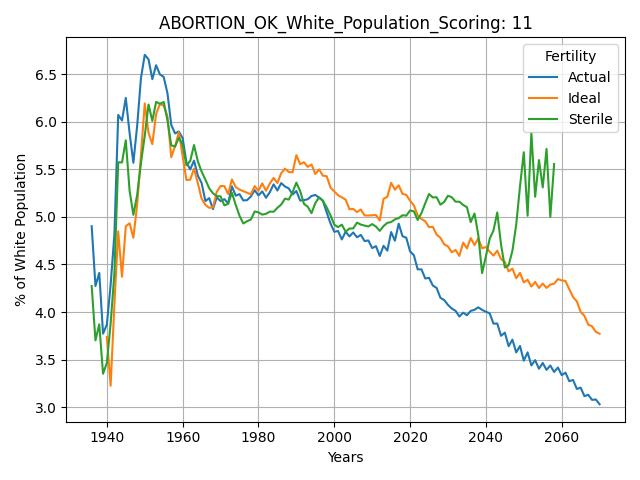 ABORTION_OK_White_Population_Scoring: 11
Fertility
Actual
Ideal
Sterile
% of White Population
6.5
6.0
5.5
5.0
4.5
4.0
3.5
3.0
1940 1960 1980 2000 2020 2040 2060
Years